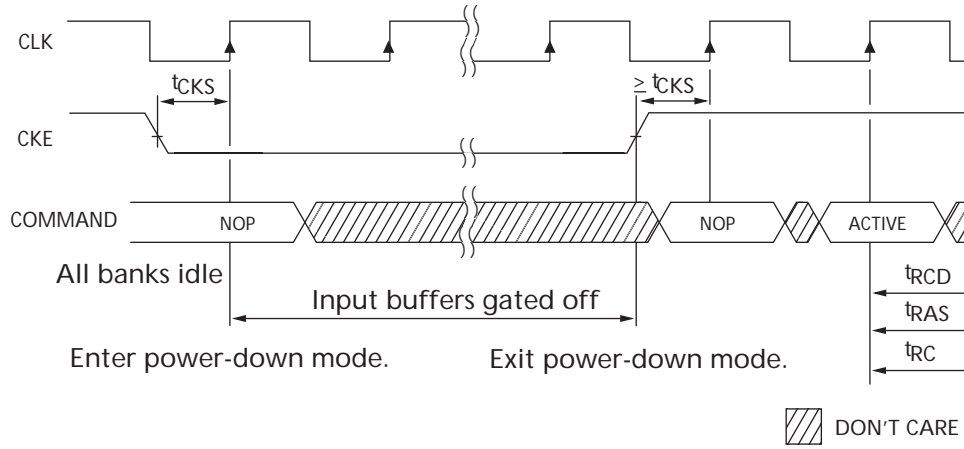 CLK
tCKS
≥ tCKS
CKE
COMMAND
NOP
NOP
ACTIVE
All banks idle
Input buffers gated off
tRCD
tRAS
tRC
Enter power-down mode.
Exit power-down mode.
DON'T CARE